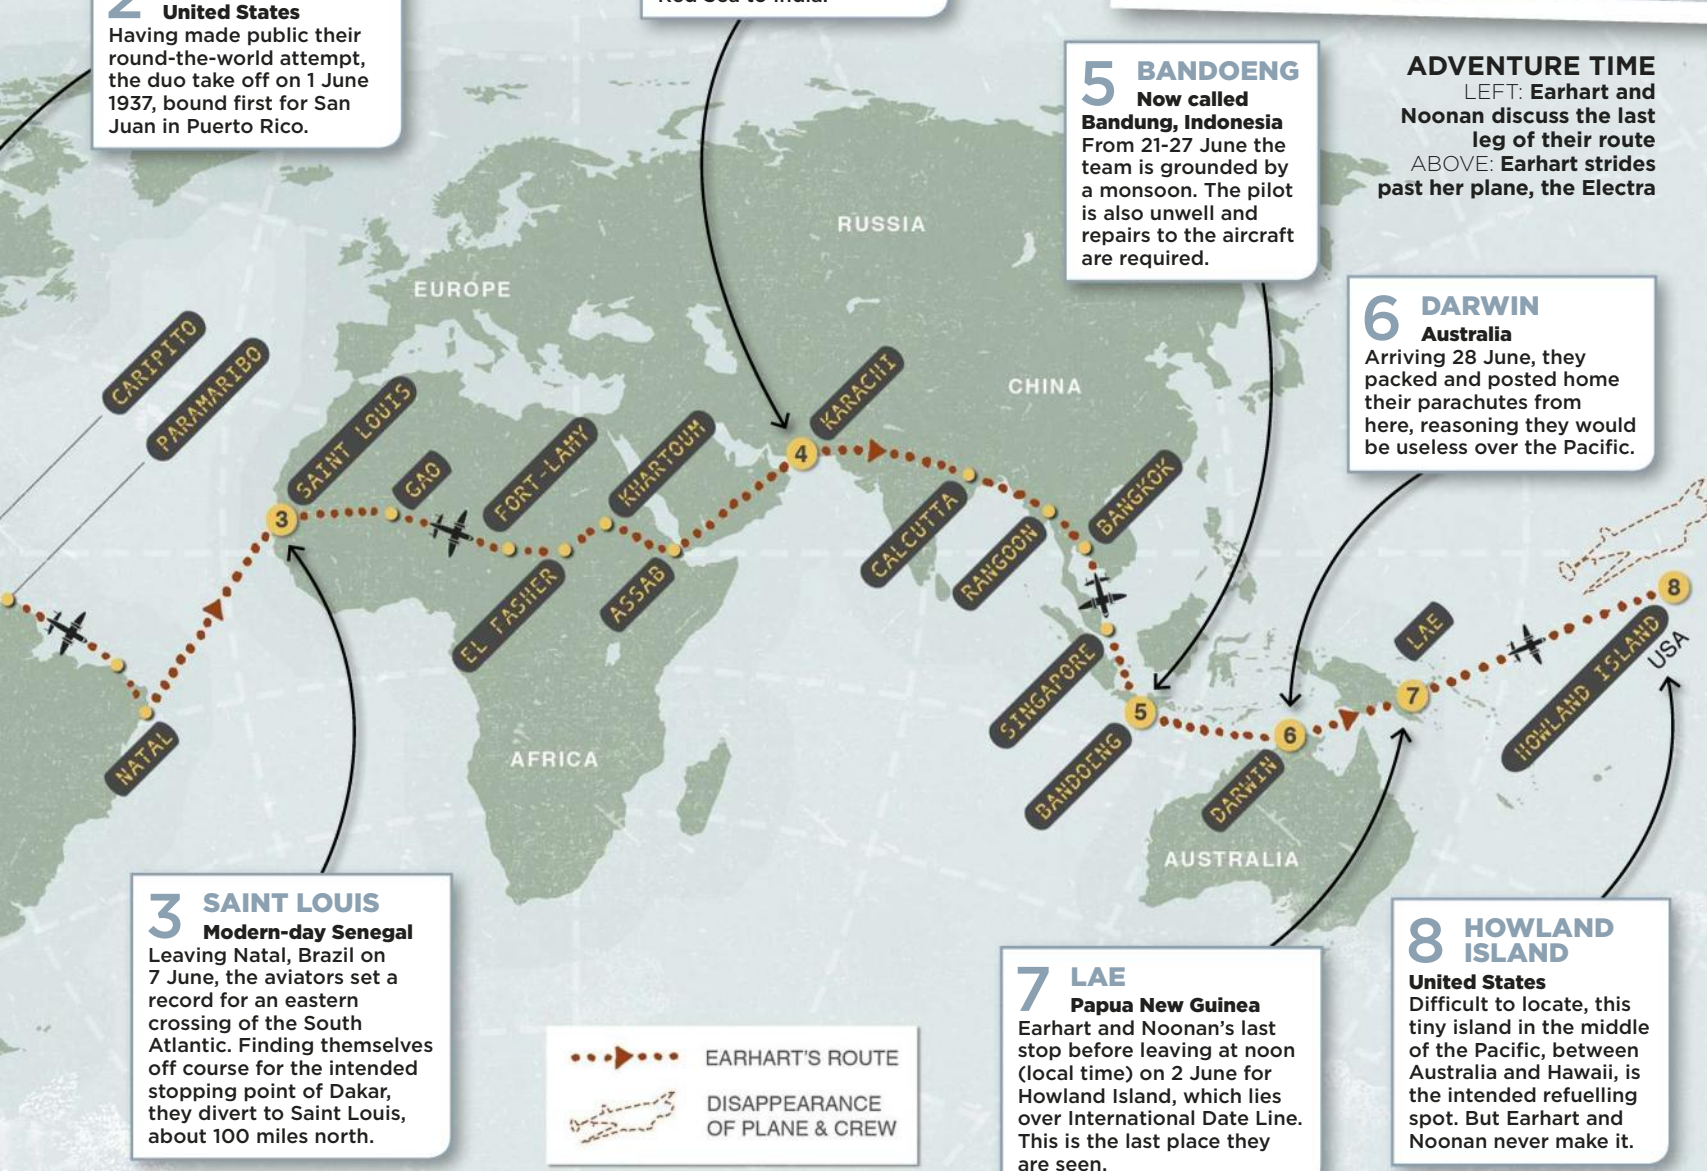 2
United States
Having made public their
round-the-world attempt,
the duo take off on 1 June
1937, bound first for San
Juan in Puerto Rico.
Red Sea to India.
5 BANDOENG
Now called
Bandung, Indonesia
From 21-27 June the
team is grounded by
a monsoon. The pilot
is also unwell and
repairs to the aircraft
are required.
ADVENTURE TIME
LEFT: Earhart and
Noonan discuss the last
leg of their route
ABOVE: Earhart strides
past her plane, the Electra
6 DARWIN
Australia
Arriving 28 June, they
packed and posted home
their parachutes from
here, reasoning they would
be useless over the Pacific.
RUSSIA
EUROPE
CHINA
AFRICA
AUSTRALIA
CARIPITO
PARAMARIBO
NATAL
3
SAINT LOUIS
GAO
FORT-LAMY
EL FASHER
KHARTOUM
ASSAB
4
KARACHI
CALCUTTA
RANGOON
BANGKOK
SINGAPORE
5
BANDOENG
6
DARWIN
7
LAE
8
HOWLAND ISLAND
USA
3 SAINT LOUIS
Modern-day Senegal
Leaving Natal, Brazil on
7 June, the aviators set a
record for an eastern
crossing of the South
Atlantic. Finding themselves
off course for the intended
stopping point of Dakar,
they divert to Saint Louis,
about 100 miles north.
EARHART'S ROUTE
DISAPPEARANCE
OF PLANE & CREW
7 LAE
Papua New Guinea
Earhart and Noonan's last
stop before leaving at noon
(local time) on 2 June for
Howland Island, which lies
over International Date Line.
This is the last place they
are seen.
8 HOWLAND
ISLAND
United States
Difficult to locate, this
tiny island in the middle
of the Pacific, between
Australia and Hawaii, is
the intended refuelling
spot. But Earhart and
Noonan never make it.